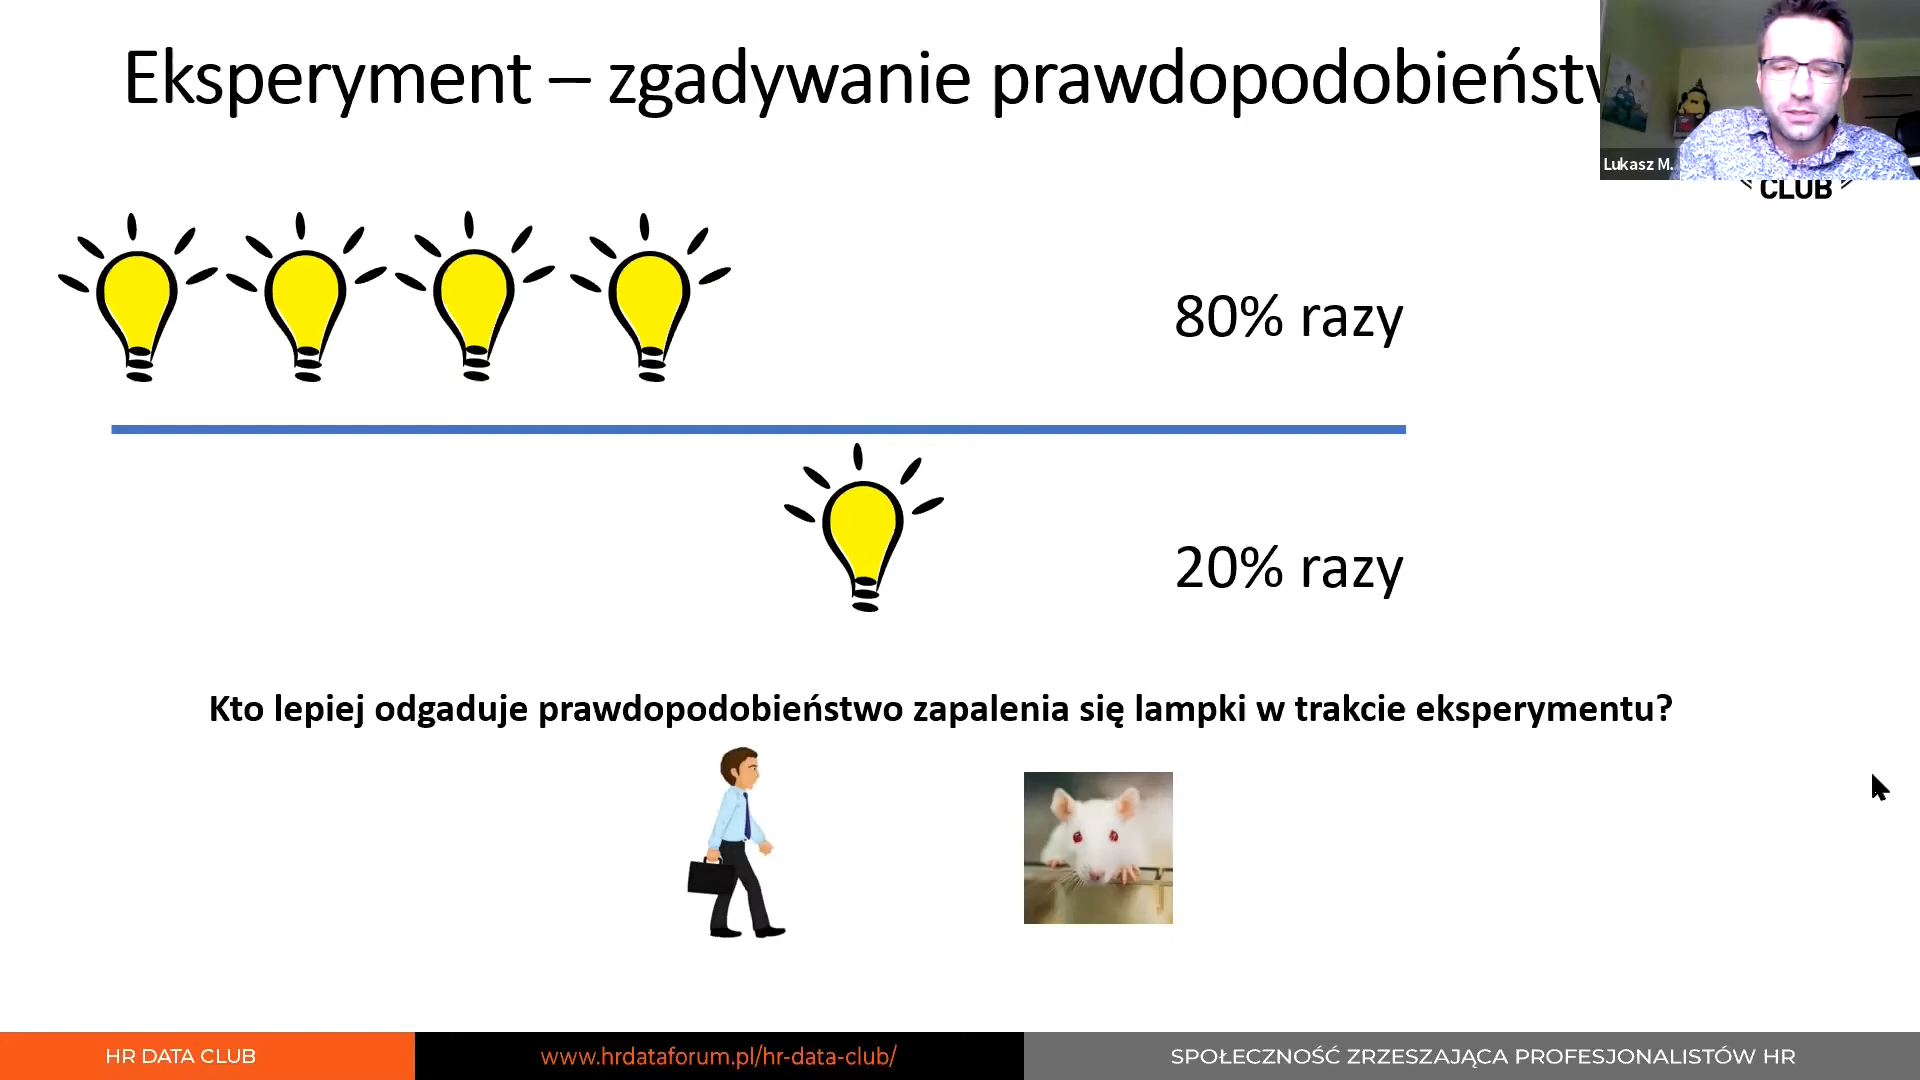 Eksperyment – zgadywanie prawdopodobieństw
Lukasz M.
CLUB
80% razy
20% razy
Kto lepiej odgaduje prawdopodobieństwo zapalenia się lampki w trakcie eksperymentu?
HR DATA CLUB
www.hrdataforum.pl/hr-data-club/
SPOŁECZNOŚĆ ZRZESZAJĄCA PROFESJONALISTÓW HR